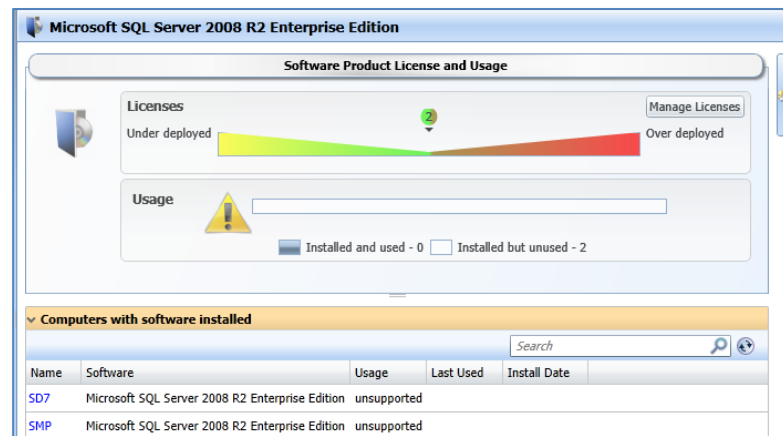 Microsoft SQL Server 2008 R2 Enterprise Edition
Software Product License and Usage
Licenses
Manage Licenses
2
Under deployed
Over deployed
Usage
Installed and used - 0 Installed but unused - 2
Computers with software installed
Search
Name Software Usage Last Used Install Date
SD7 Microsoft SQL Server 2008 R2 Enterprise Edition unsupported
SMP Microsoft SQL Server 2008 R2 Enterprise Edition unsupported